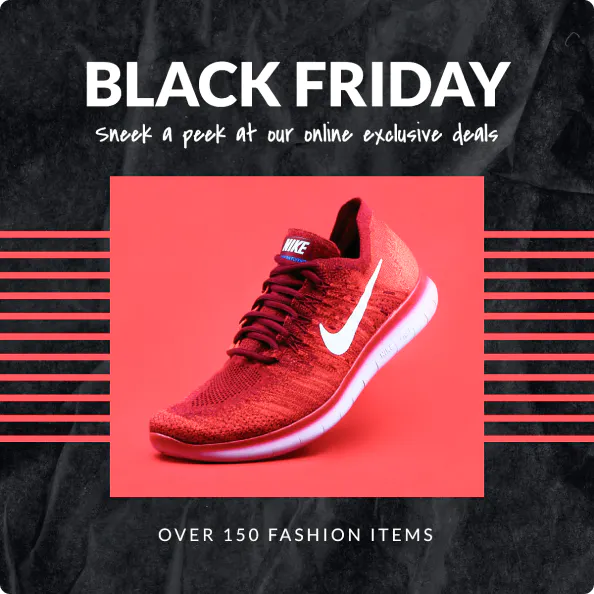 BLACK FRIDAY
Sneek a peek at our online exclusive deals
NIKE
OVER 150 FASHION ITEMS